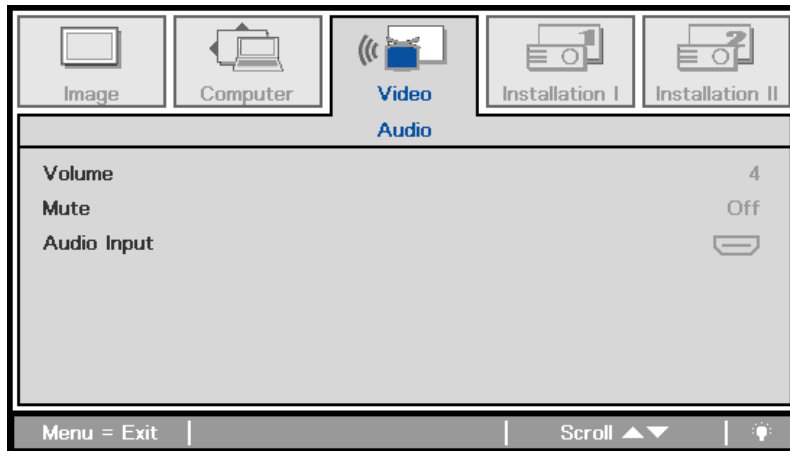 Image Computer Video Installation I Installation II
Audio
Volume 4
Mute Off
Audio Input
Menu = Exit Scroll ▲▼